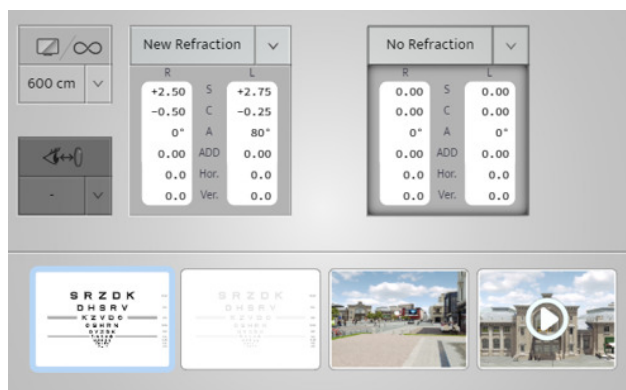 New Refraction
No Refraction
600 cm
R L
+2.50 S +2.75
-0.50 C -0.25
0° A 80°
0.00 ADD 0.00
0.0 Hor. 0.0
0.0 Ver. 0.0
-
R L
0.00 S 0.00
0.00 C 0.00
0° A 0°
0.00 ADD 0.00
0.0 Hor. 0.0
0.0 Ver. 0.0
S R Z D K
D H S R V
K Z V D O
S R Z D K
D H S R V